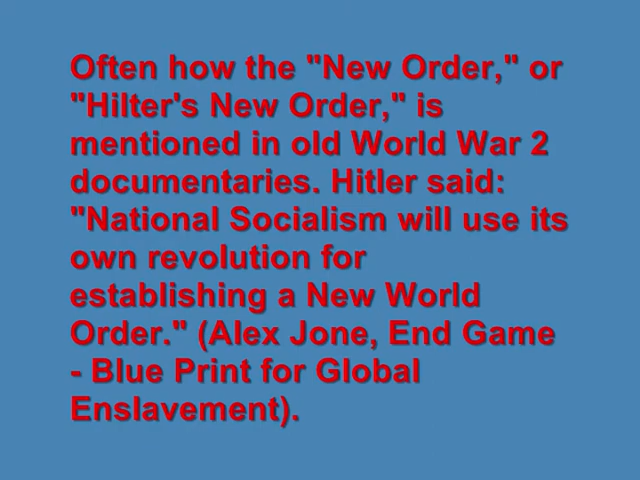 Often how the "New Order," or
"Hilter's New Order," is
mentioned in old World War 2
documentaries. Hitler said:
"National Socialism will use its
own revolution for
establishing a New World
Order." (Alex Jone, End Game
- Blue Print for Global
Enslavement).